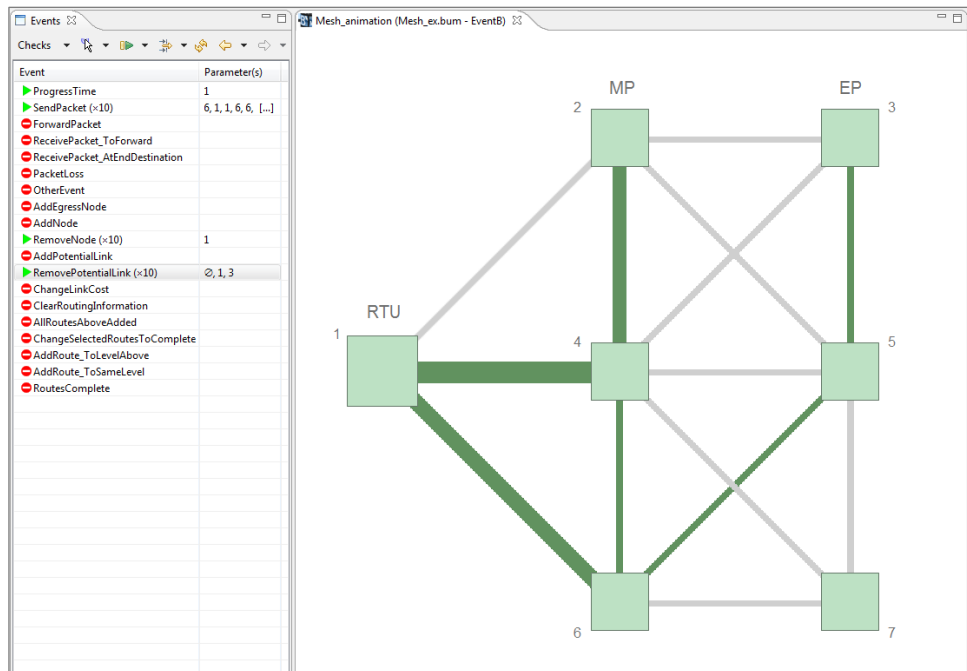 Events
Mesh_animation (Mesh_ex.bum - EventB)
Checks
Event Parameter(s)
ProgressTime 1
SendPacket (×10) 6, 1, 1, 6, 6, [...]
ForwardPacket
ReceivePacket_ToForward
ReceivePacket_AtEndDestination
PacketLoss
OtherEvent
AddEgressNode
AddNode
RemoveNode (×10) 1
AddPotentialLink
RemovePotentialLink (×10) ∅, 1, 3
ChangeLinkCost
ClearRoutingInformation
AllRoutesAboveAdded
ChangeSelectedRoutesToComplete
AddRoute_ToLevelAbove
AddRoute_ToSameLevel
RoutesComplete
MP EP
2 3
RTU
1 4 5
6 7